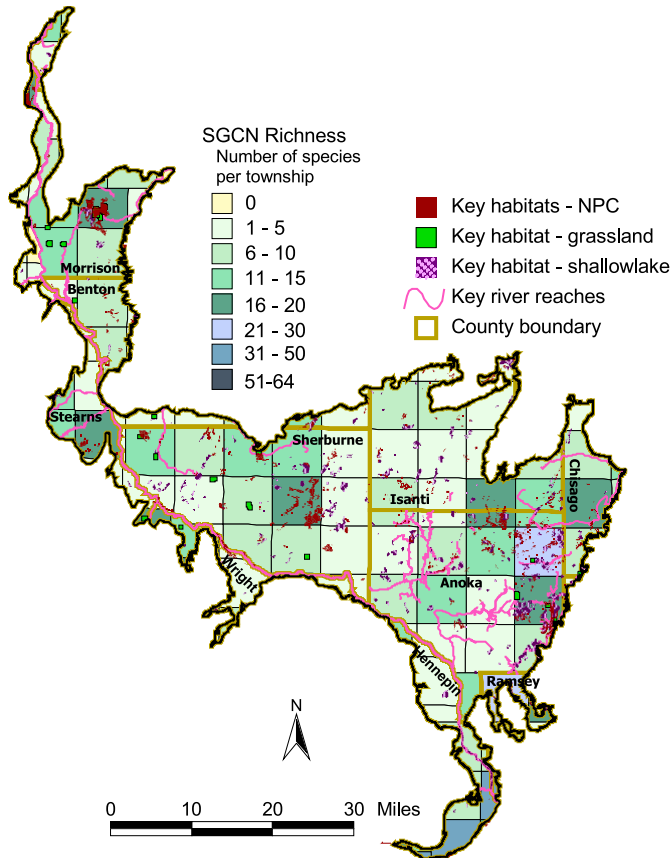 SGCN Richness
Number of species
per township
0
1 - 5
6 - 10
11 - 15
16 - 20
21 - 30
31 - 50
51-64
Key habitats - NPC
Key habitat - grassland
Key habitat - shallowlake
Key river reaches
County boundary
Morrison
Benton
Stearns
Sherburne
Isanti
Chisago
Wright
Anoka
Hennepin
Ramsey
N
0 10 20 30 Miles